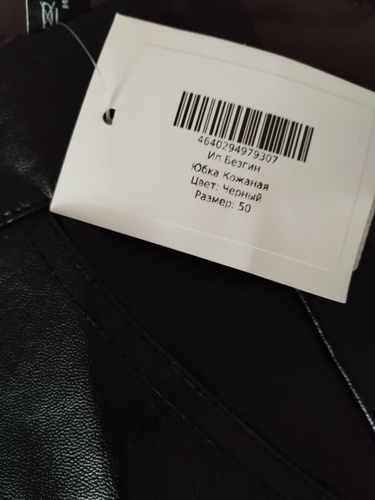 4640294979307
Ип Безгин
Юбка Кожаная
Цвет: Черный
Размер: 50